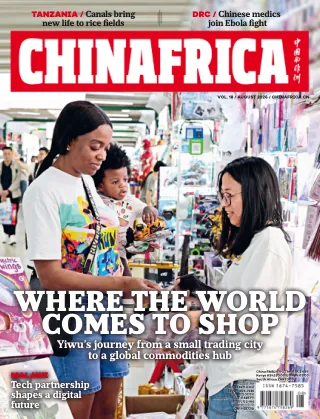 TANZANIA / Canals bring
new life to rice fields
DRC / Chinese medics
join Ebola fight
CHINAFRICA
中国与非洲
VOL. 18 / AUGUST 2026 / CHINAFRICA.CN
WHERE THE WORLD
COMES TO SHOP
Yiwu's journey from a small trading city
to a global commodities hub
Tech partnership
shapes a digital
future
ISSN 1674-7585